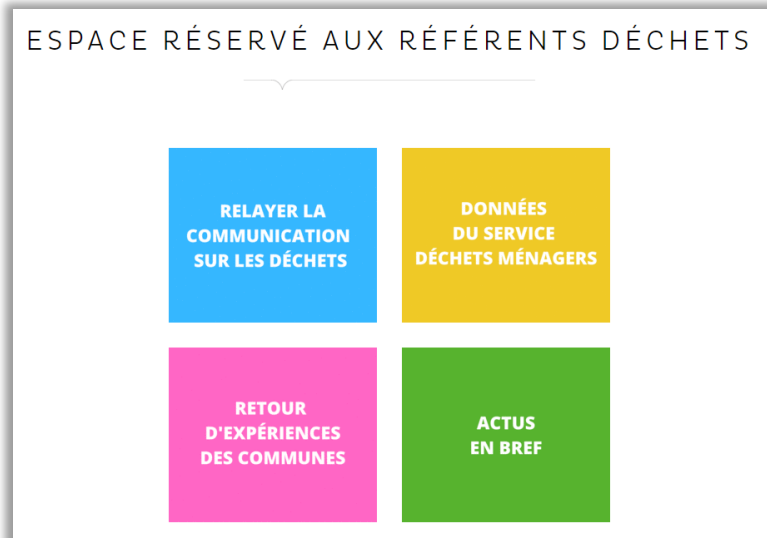 ESPACE RÉSERVÉ AUX RÉFÉRENTS DÉCHETS
RELAYER LA
COMMUNICATION
SUR LES DÉCHETS
DONNÉES
DU SERVICE
DÉCHETS MÉNAGERS
RETOUR
D'EXPÉRIENCES
DES COMMUNES
ACTUS
EN BREF